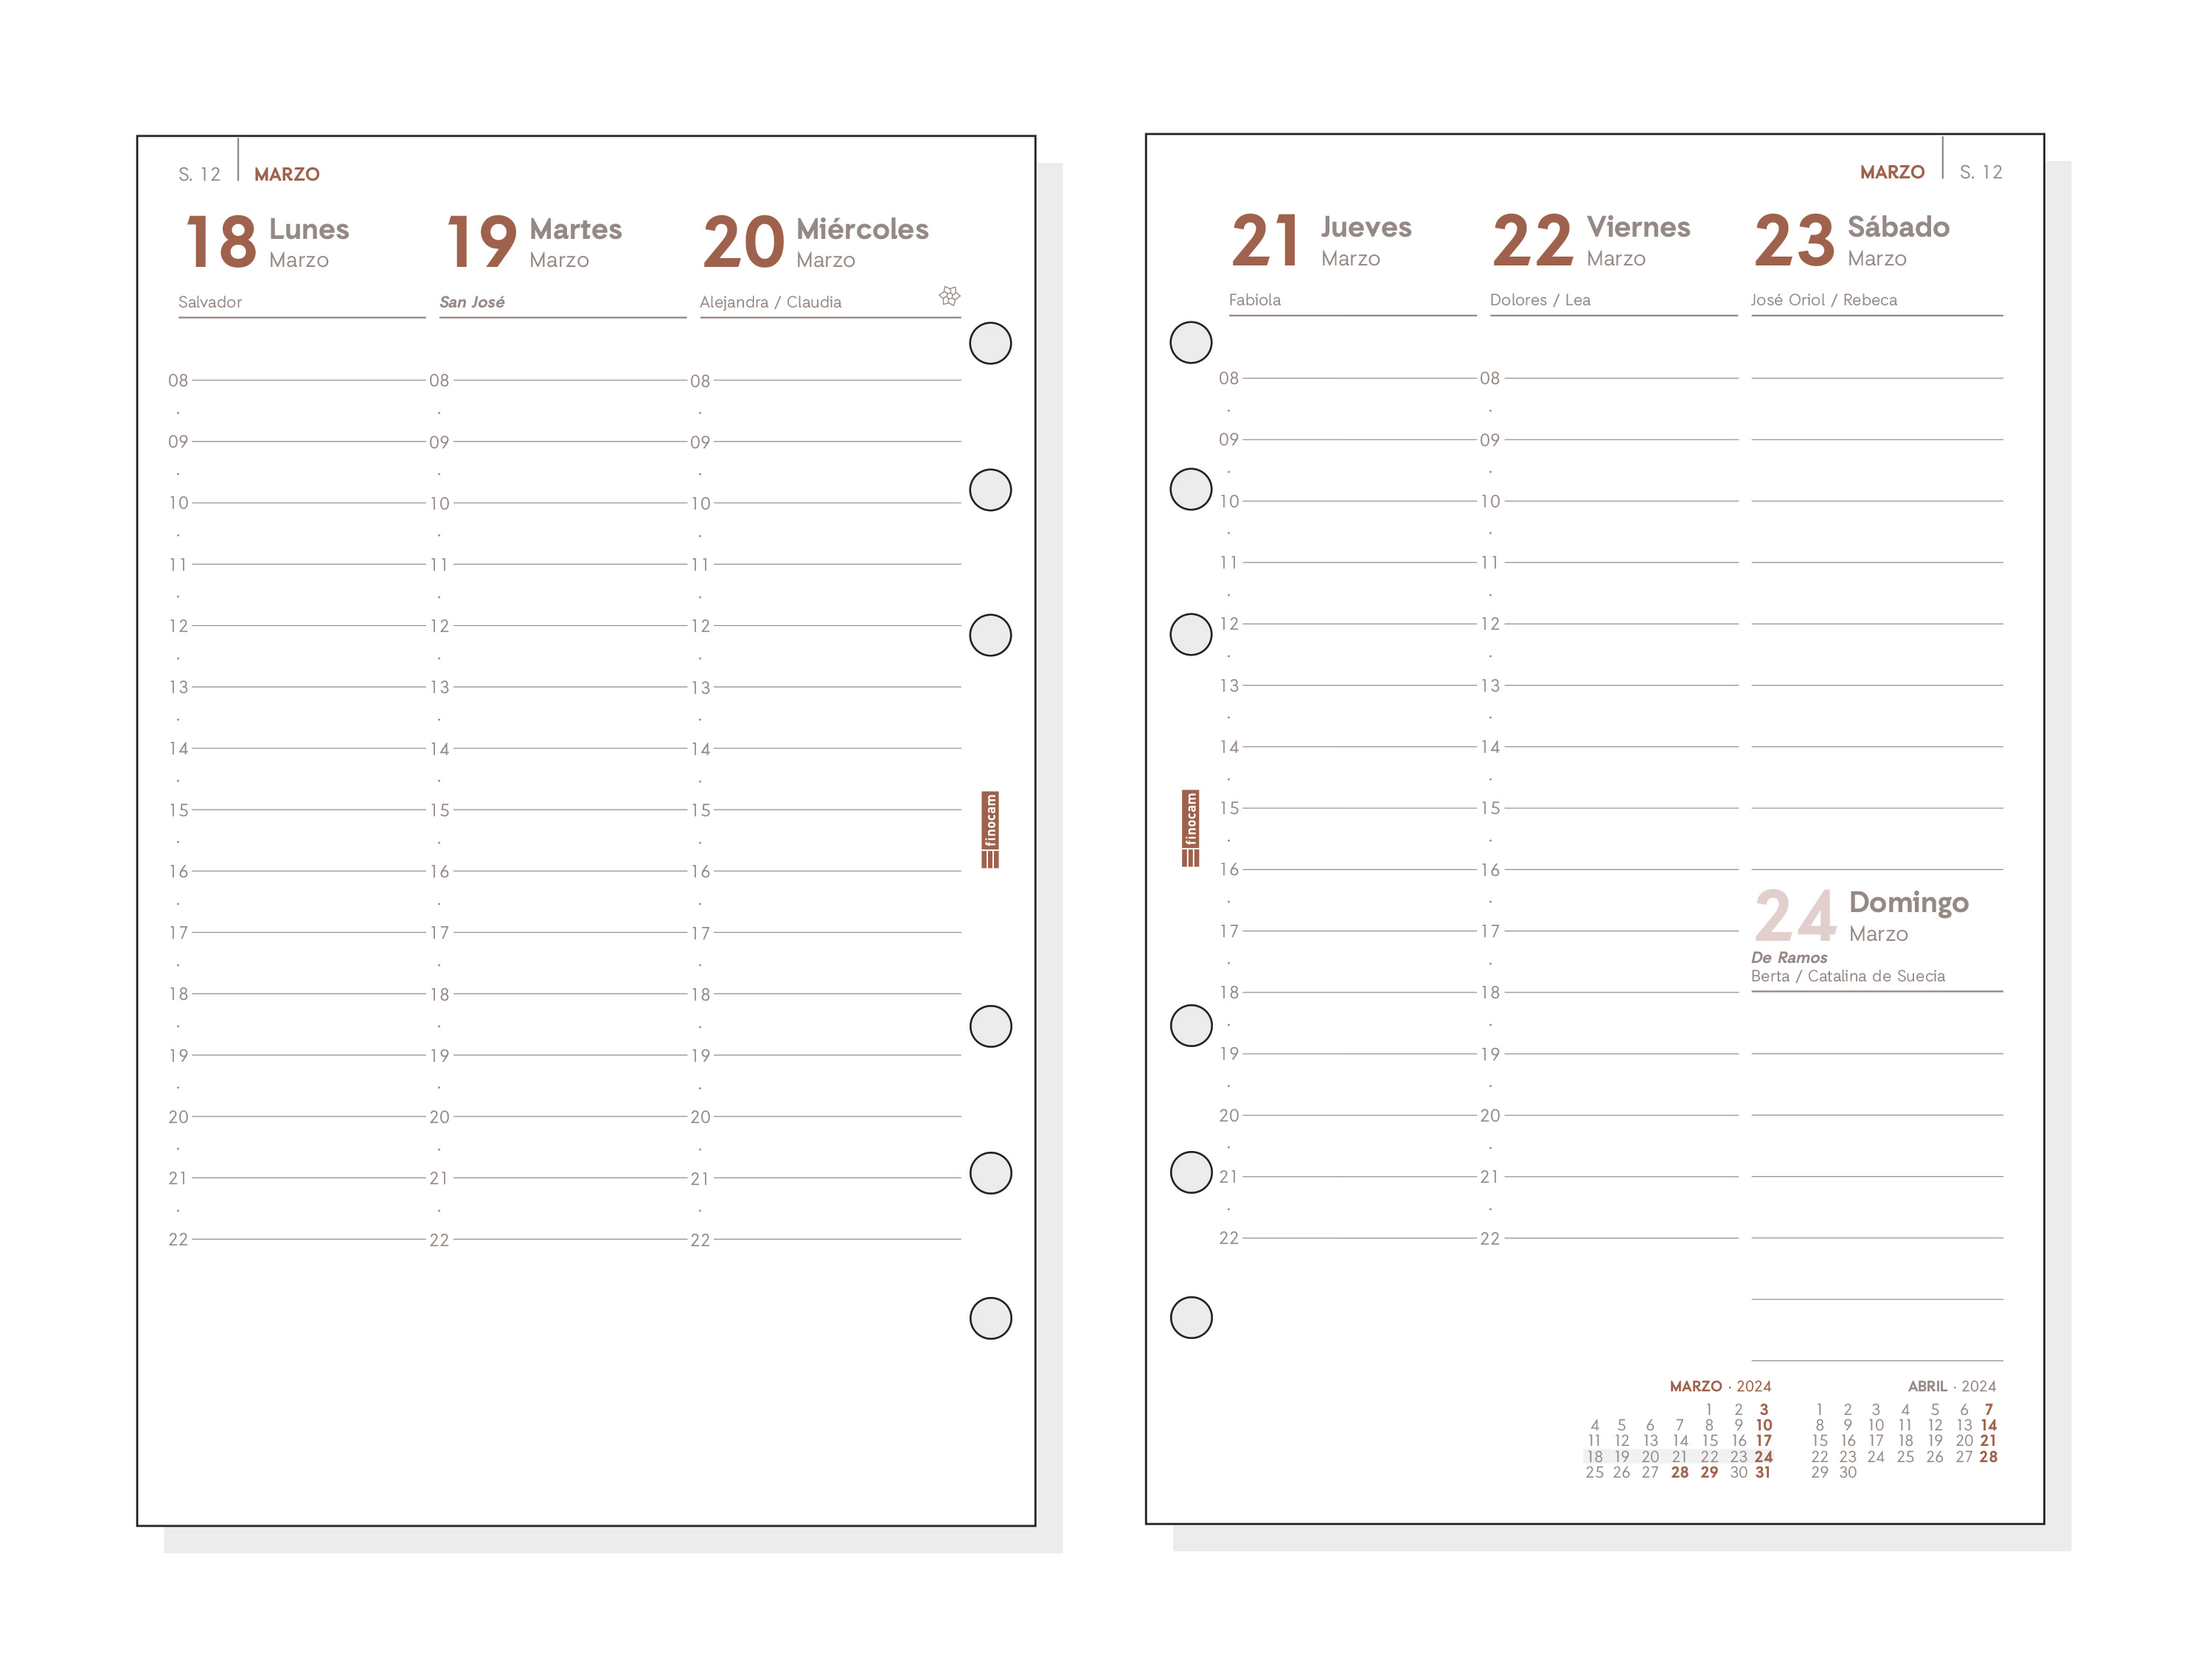 S. 12 MARZO
18 Lunes Marzo
19 Martes Marzo
20 Miércoles Marzo
Salvador
San José
Alejandra / Claudia
08 08 08
09 09 09
10 10 10
11 11 11
12 12 12
13 13 13
14 14 14
15 15 15
16 16 16
17 17 17
18 18 18
19 19 19
20 20 20
21 21 21
22 22 22
finocam
MARZO S. 12
21 Jueves Marzo
22 Viernes Marzo
23 Sábado Marzo
Fabiola
Dolores / Lea
José Oriol / Rebeca
08 08
09 09
10 10
11 11
12 12
13 13
14 14
15 15
16 16
17 17
18 18
19 19
20 20
21 21
22 22
finocam
24 Domingo Marzo
De Ramos
Berta / Catalina de Suecia
MARZO · 2024
1 2 3
4 5 6 7 8 9 10
11 12 13 14 15 16 17
18 19 20 21 22 23 24
25 26 27 28 29 30 31
ABRIL · 2024
1 2 3 4 5 6 7
8 9 10 11 12 13 14
15 16 17 18 19 20 21
22 23 24 25 26 27 28
29 30